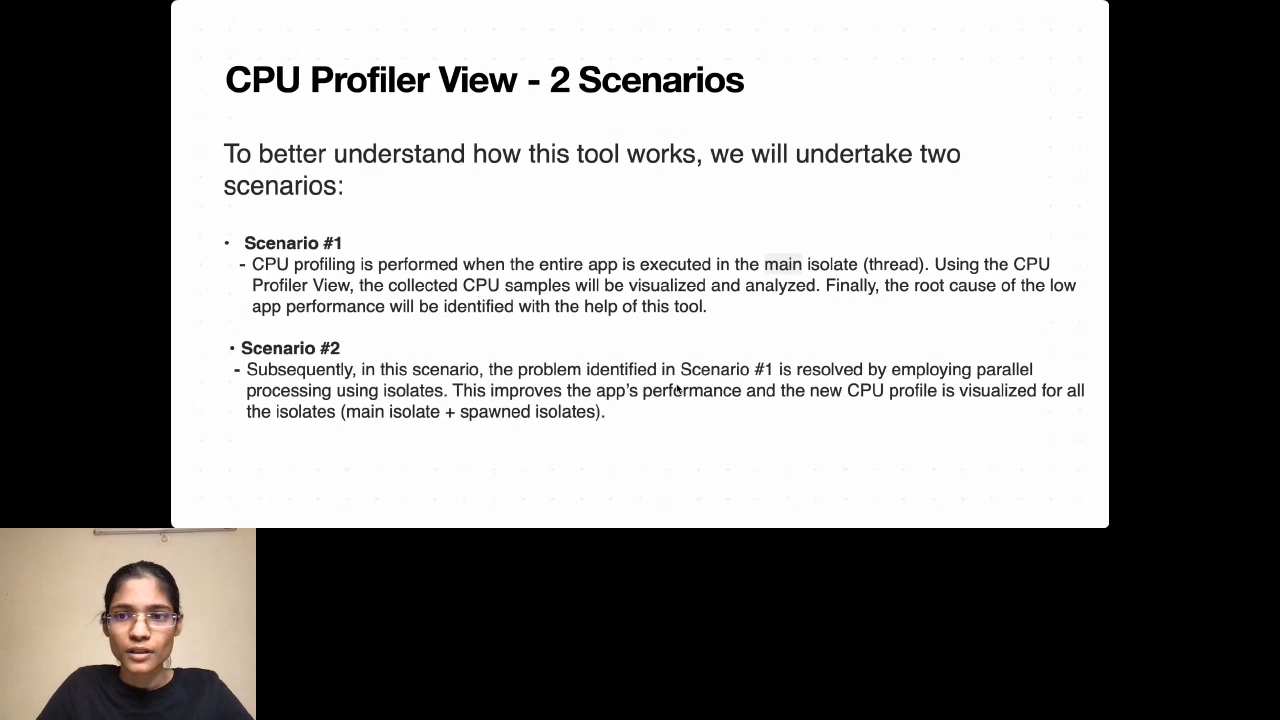 CPU Profiler View - 2 Scenarios
To better understand how this tool works, we will undertake two
scenarios:
• Scenario #1
- CPU profiling is performed when the entire app is executed in the main isolate (thread). Using the CPU
Profiler View, the collected CPU samples will be visualized and analyzed. Finally, the root cause of the low
app performance will be identified with the help of this tool.
• Scenario #2
- Subsequently, in this scenario, the problem identified in Scenario #1 is resolved by employing parallel
processing using isolates. This improves the app’s performance and the new CPU profile is visualized for all
the isolates (main isolate + spawned isolates).